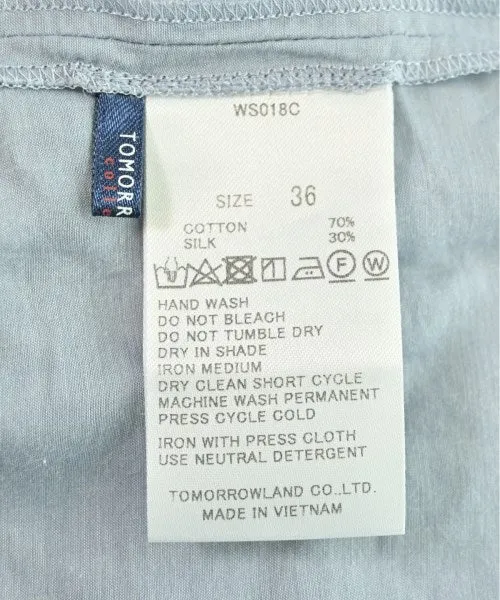 WS018C
TOMORR
colle
SIZE 36
COTTON 70%
SILK 30%
F W
HAND WASH
DO NOT BLEACH
DO NOT TUMBLE DRY
DRY IN SHADE
IRON MEDIUM
DRY CLEAN SHORT CYCLE
MACHINE WASH PERMANENT
PRESS CYCLE COLD
IRON WITH PRESS CLOTH
USE NEUTRAL DETERGENT
TOMORROWLAND CO.,LTD.
MADE IN VIETNAM